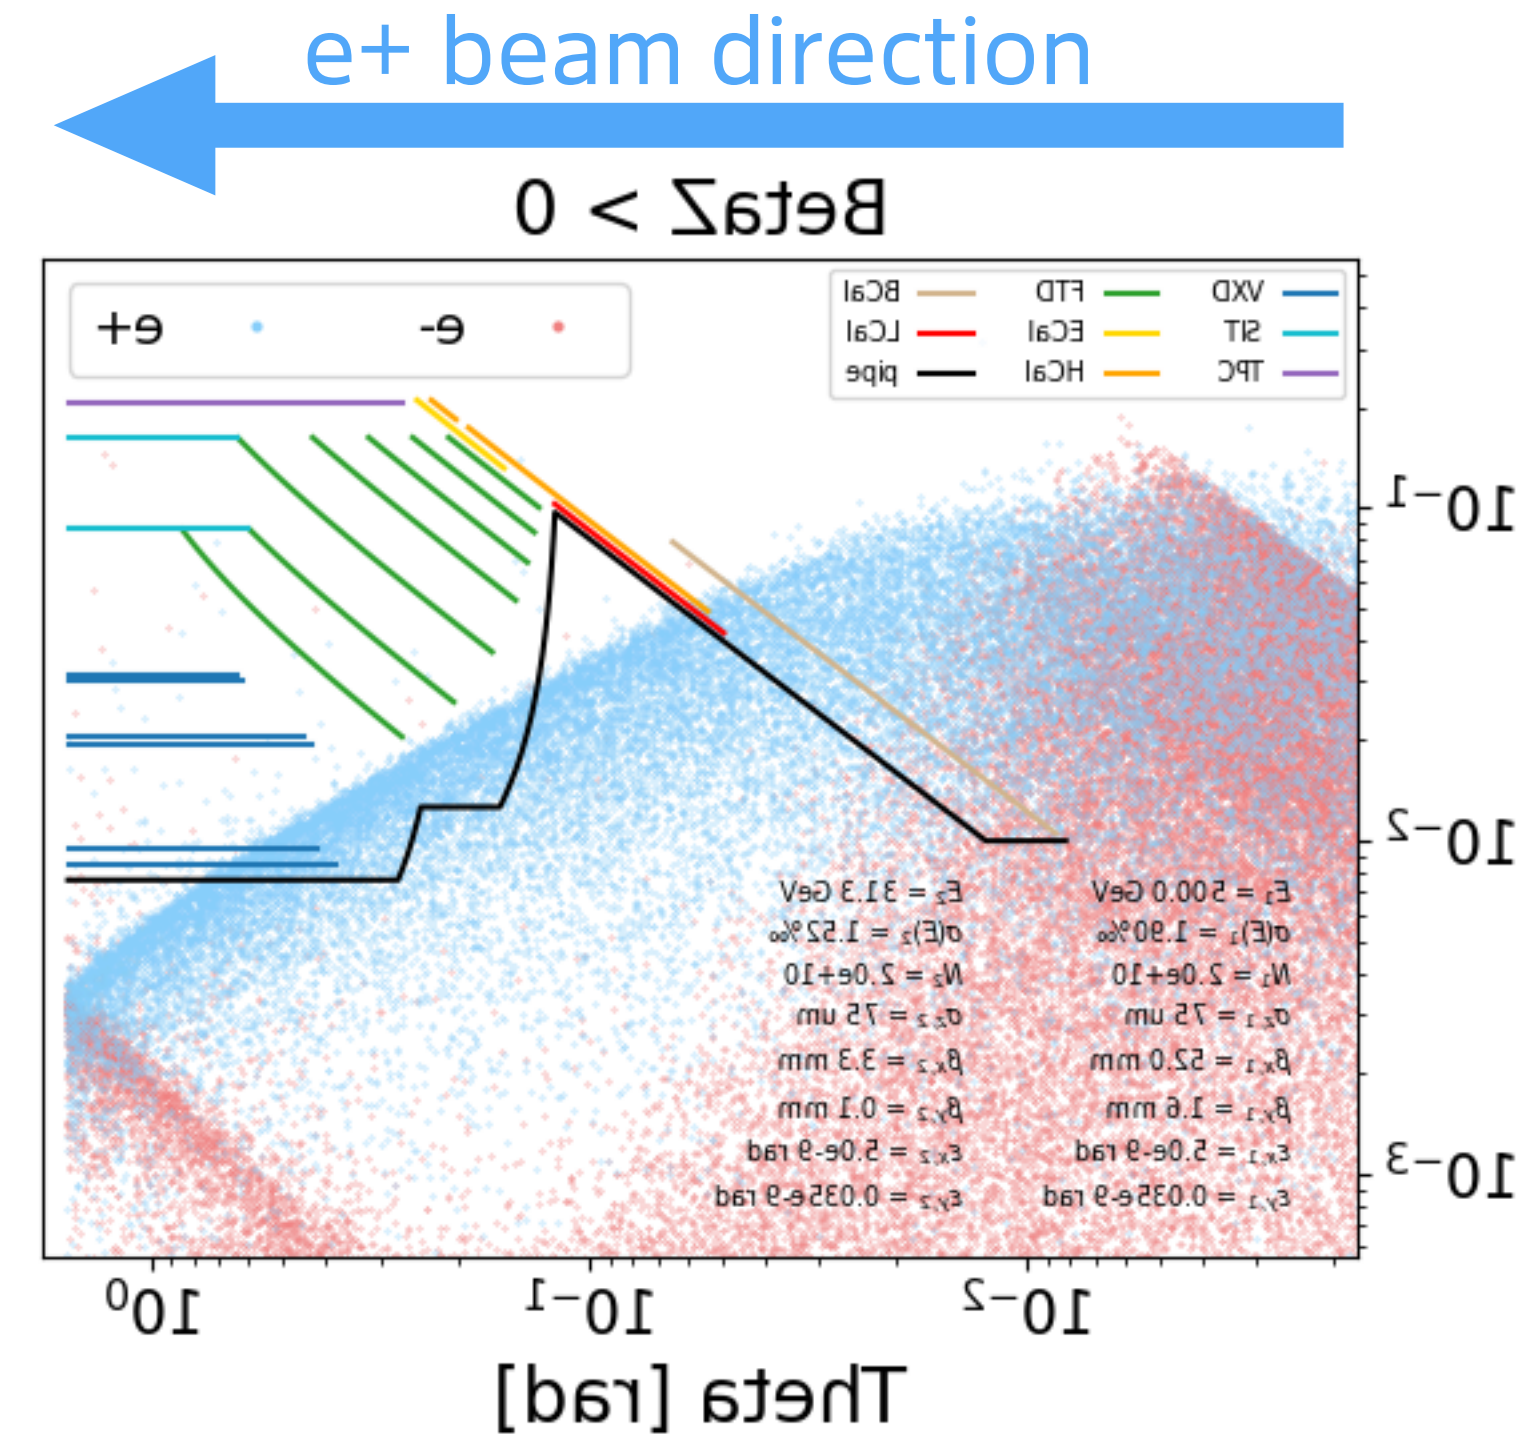 e+ beam direction
BetaZ > 0
e- e+
VXD FTD BCal
SIT ECal LCal
TPC HCal pipe
10⁻¹
10⁻²
10⁻³
E₁ = 500.0 GeV E₂ = 31.3 GeV
σ(E)₁ = 1.90‰ σ(E)₂ = 1.52‰
N₁ = 2.0e+10 N₂ = 2.0e+10
σz,1 = 75 um σz,2 = 75 um
βx,1 = 52.0 mm βx,2 = 3.3 mm
βy,1 = 1.6 mm βy,2 = 0.1 mm
εx,1 = 5.0e-9 rad εx,2 = 5.0e-9 rad
εy,1 = 0.035e-9 rad εy,2 = 0.035e-9 rad
10⁻² 10⁻¹ 10⁰
Theta [rad]